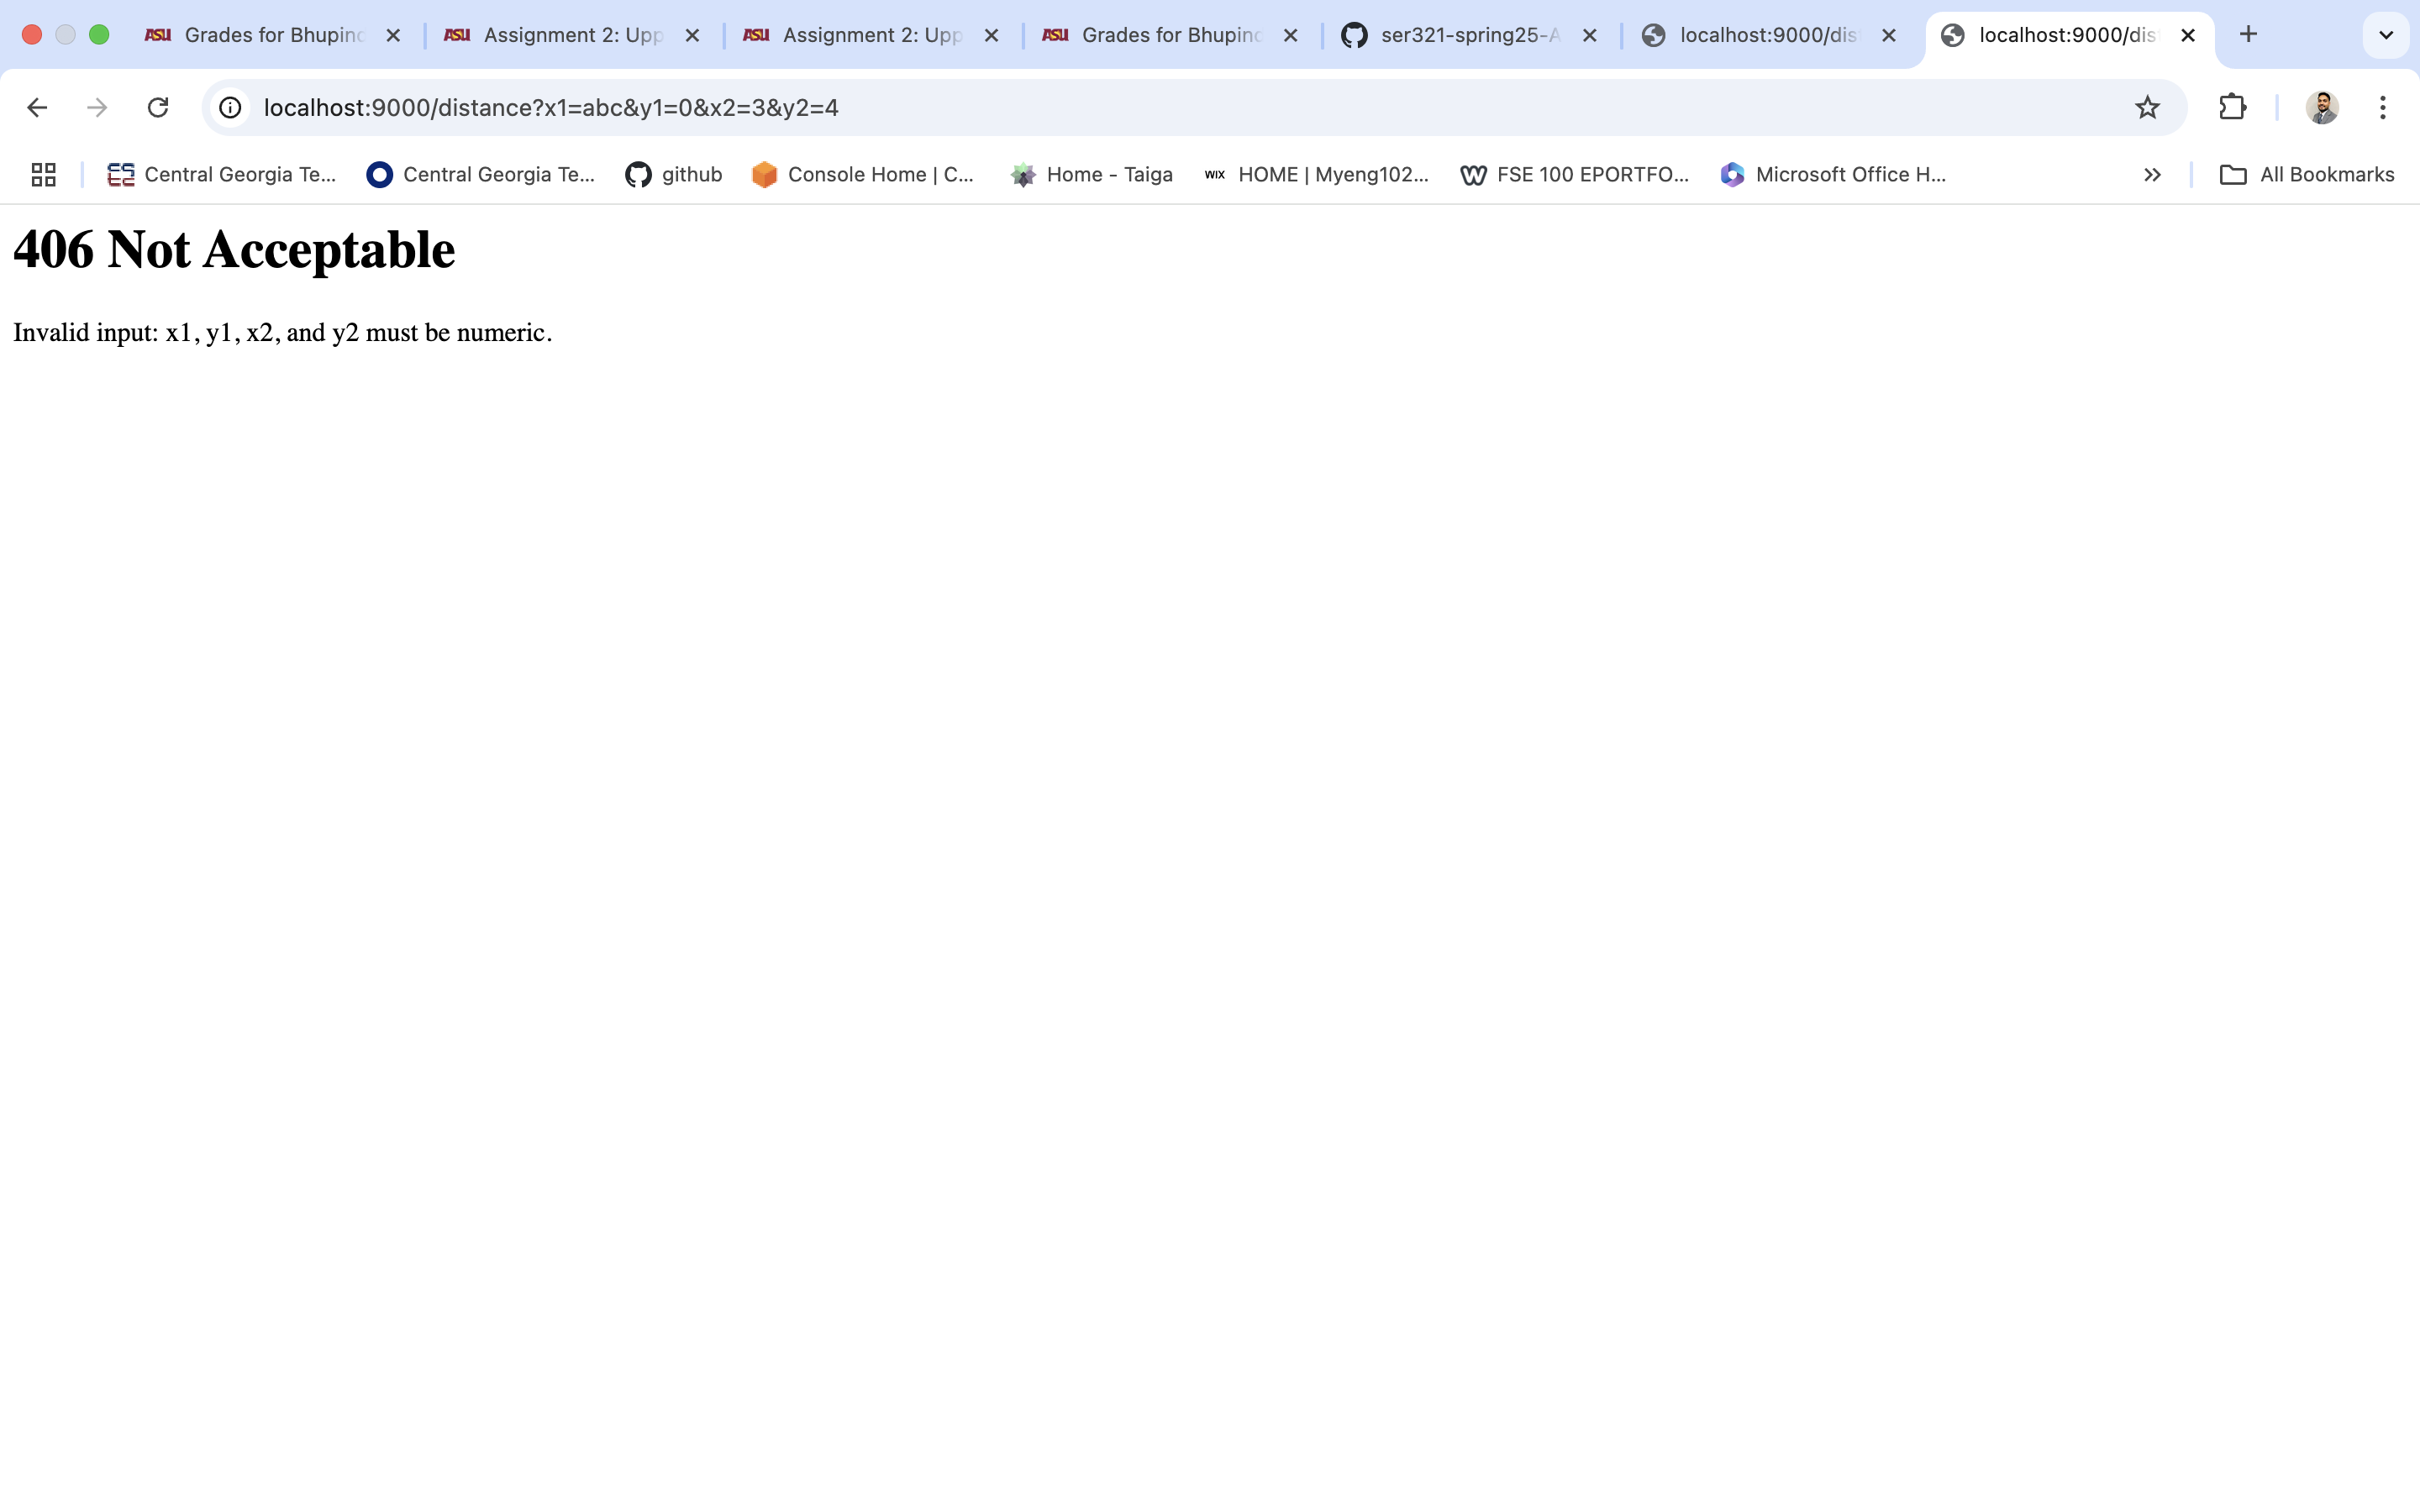 ASU Grades for Bhupin
ASU Assignment 2: Upp
ASU Assignment 2: Upp
ASU Grades for Bhupin
ser321-spring25-A
localhost:9000/dis
localhost:9000/dis
localhost:9000/distance?x1=abc&y1=0&x2=3&y2=4
Central Georgia Te...
Central Georgia Te...
github
Console Home | C...
Home - Taiga
WIX HOME | Myeng102...
W FSE 100 EPORTFO...
Microsoft Office H...
All Bookmarks
406 Not Acceptable
Invalid input: x1, y1, x2, and y2 must be numeric.